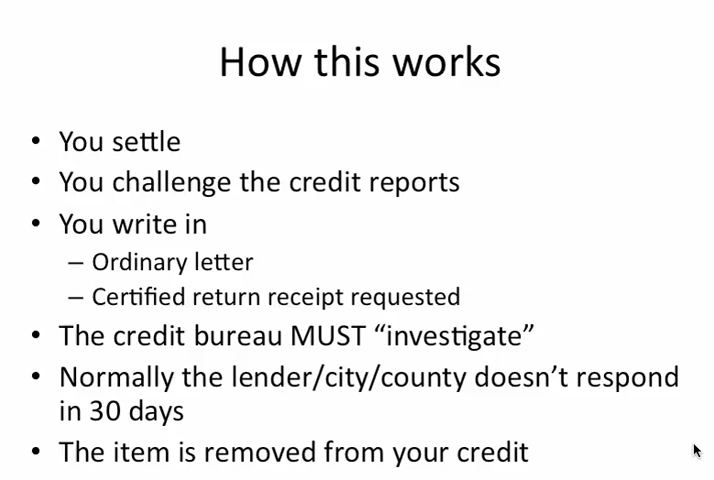 How this works
• You settle
• You challenge the credit reports
• You write in
– Ordinary letter
– Certified return receipt requested
• The credit bureau MUST “investigate”
• Normally the lender/city/county doesn’t respond
in 30 days
• The item is removed from your credit